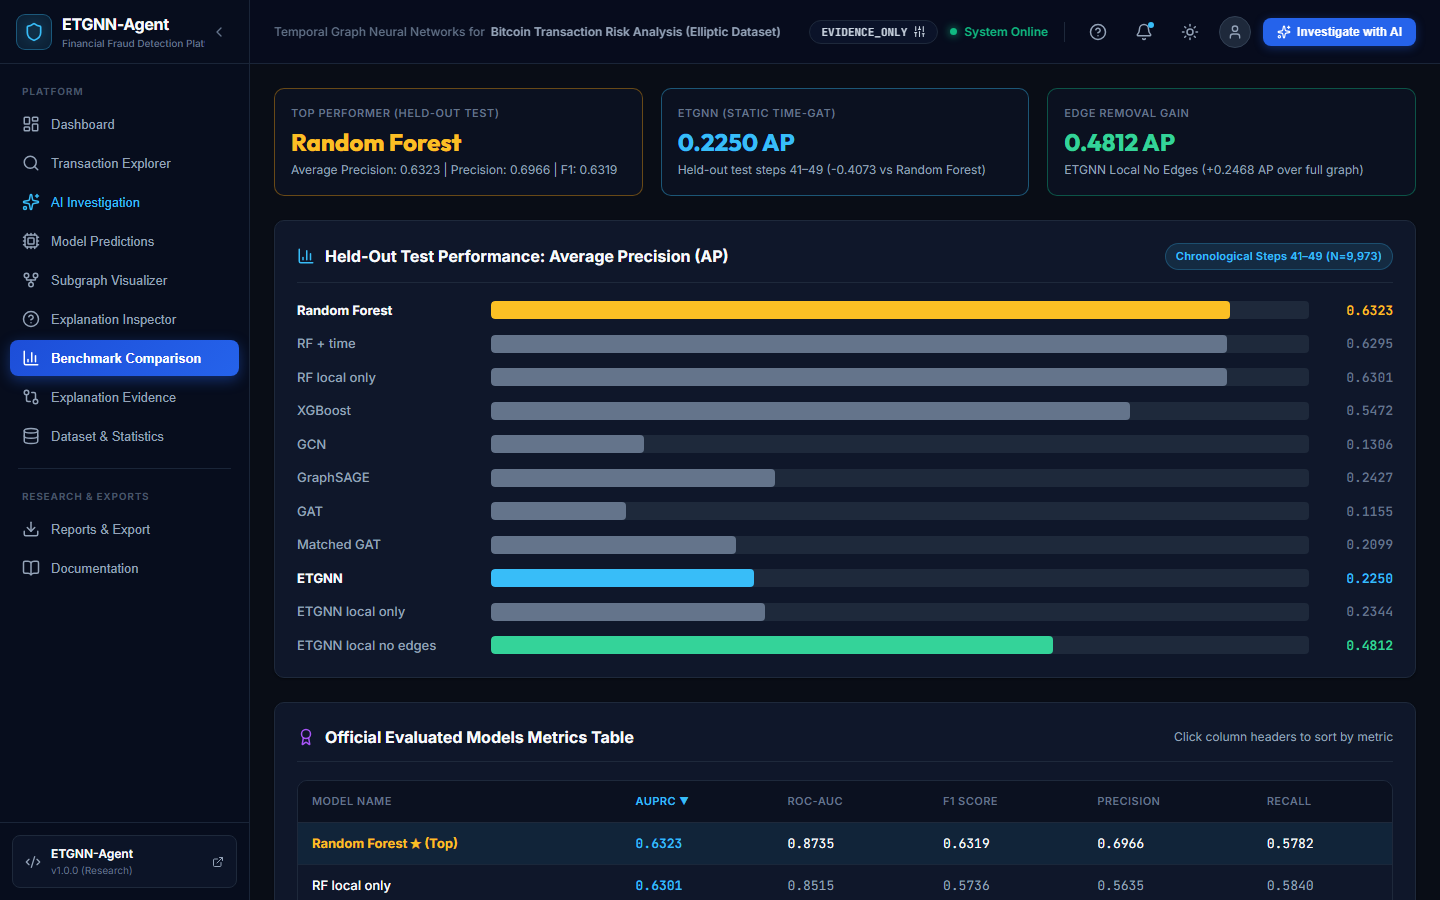 ETGNN-Agent
Financial Fraud Detection Plat
Temporal Graph Neural Networks for Bitcoin Transaction Risk Analysis (Elliptic Dataset)
EVIDENCE_ONLY
System Online
Investigate with AI
PLATFORM
Dashboard
Transaction Explorer
AI Investigation
Model Predictions
Subgraph Visualizer
Explanation Inspector
Benchmark Comparison
Explanation Evidence
Dataset & Statistics
RESEARCH & EXPORTS
Reports & Export
Documentation
ETGNN-Agent
v1.0.0 (Research)
TOP PERFORMER (HELD-OUT TEST)
Random Forest
Average Precision: 0.6323 | Precision: 0.6966 | F1: 0.6319
ETGNN (STATIC TIME-GAT)
0.2250 AP
Held-out test steps 41–49 (-0.4073 vs Random Forest)
EDGE REMOVAL GAIN
0.4812 AP
ETGNN Local No Edges (+0.2468 AP over full graph)
Held-Out Test Performance: Average Precision (AP)
Chronological Steps 41–49 (N=9,973)
Random Forest 0.6323
RF + time 0.6295
RF local only 0.6301
XGBoost 0.5472
GCN 0.1306
GraphSAGE 0.2427
GAT 0.1155
Matched GAT 0.2099
ETGNN 0.2250
ETGNN local only 0.2344
ETGNN local no edges 0.4812
Official Evaluated Models Metrics Table
Click column headers to sort by metric
MODEL NAME AUPRC ▼ ROC-AUC F1 SCORE PRECISION RECALL
Random Forest ★ (Top) 0.6323 0.8735 0.6319 0.6966 0.5782
RF local only 0.6301 0.8515 0.5736 0.5635 0.5840